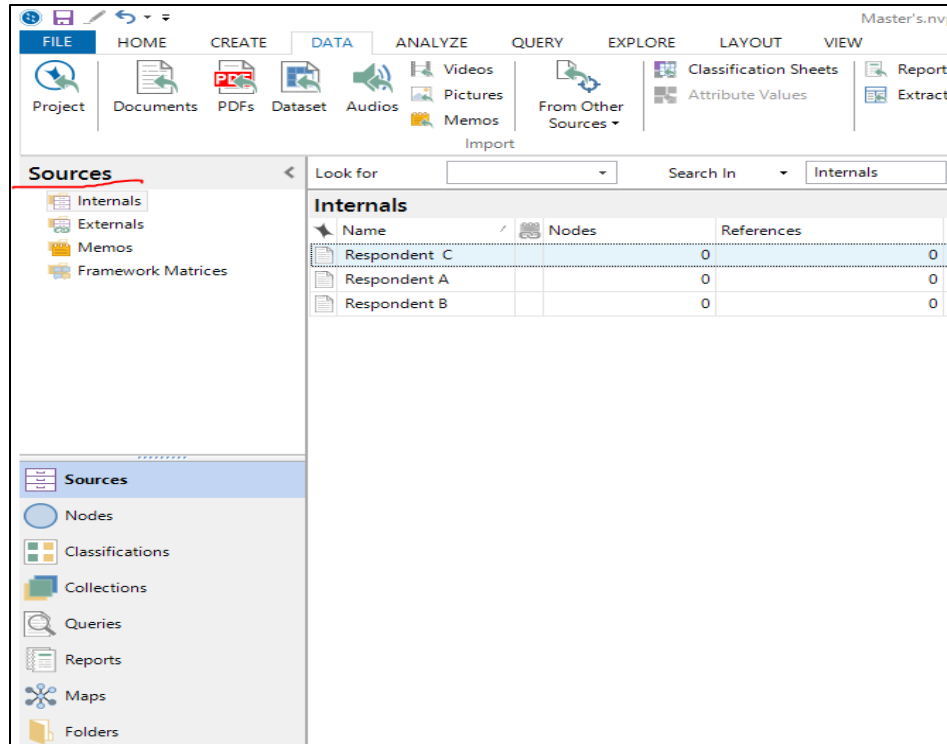 Master's.nvp
FILE HOME CREATE DATA ANALYZE QUERY EXPLORE LAYOUT VIEW
Project Documents PDFs Dataset Audios Videos Pictures Memos From Other Sources Classification Sheets Attribute Values Report Extract
PDF
Import
Sources Look for Search In Internals
Internals
Externals
Memos
Framework Matrices
Internals
Name Nodes References
Respondent C 0 0
Respondent A 0 0
Respondent B 0 0
Sources
Nodes
Classifications
Collections
Queries
Reports
Maps
Folders